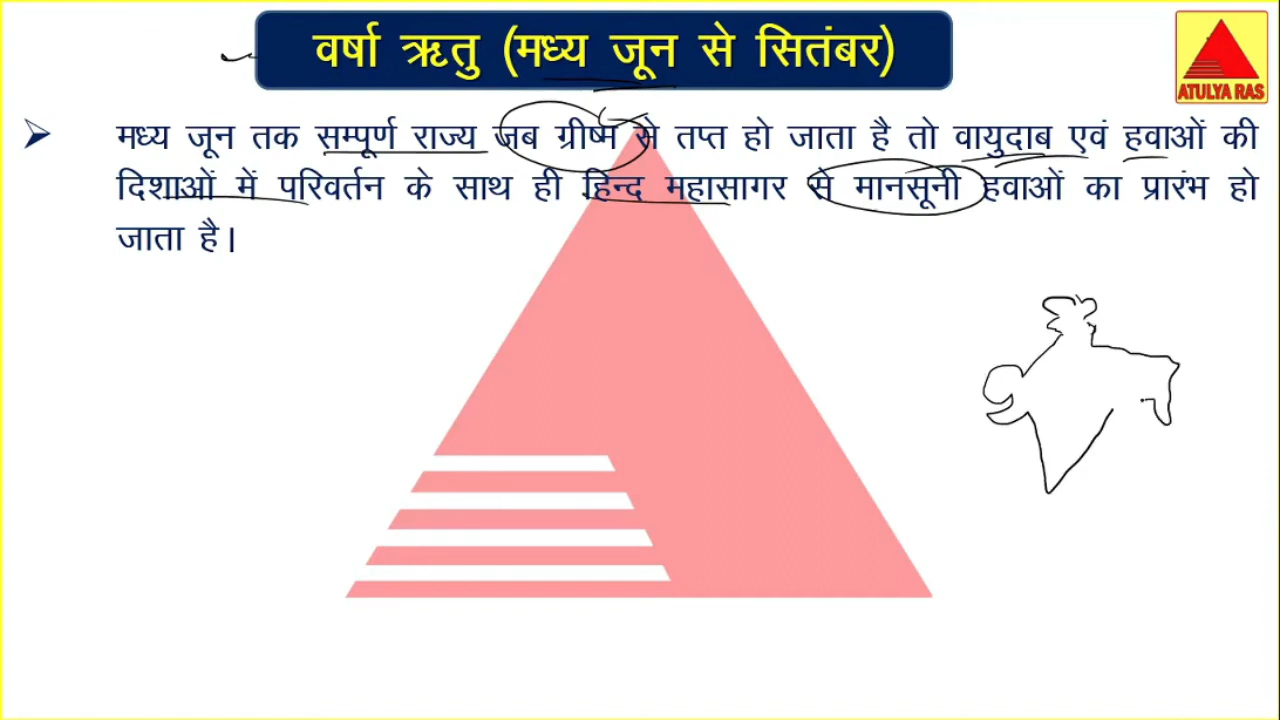 वर्षा ऋतु (मध्य जून से सितंबर)
ATULYA RAS
मध्य जून तक सम्पूर्ण राज्य जब ग्रीष्म से तप्त हो जाता है तो वायुदाब एवं हवाओं की
दिशाओं में परिवर्तन के साथ ही हिन्द महासागर से मानसूनी हवाओं का प्रारंभ हो
जाता है।